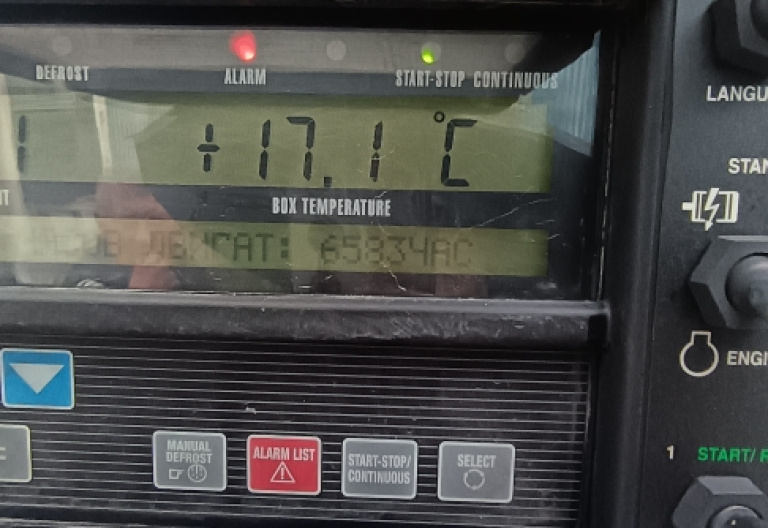 DEFROST ALARM START-STOP CONTINUOUS
+17.1 °C
BOX TEMPERATURE
ДВИГАТ: 65834AC
MANUAL DEFROST
ALARM LIST
START-STOP/ CONTINUOUS
SELECT
LANGU
STAN
ENGI
1 START/ R